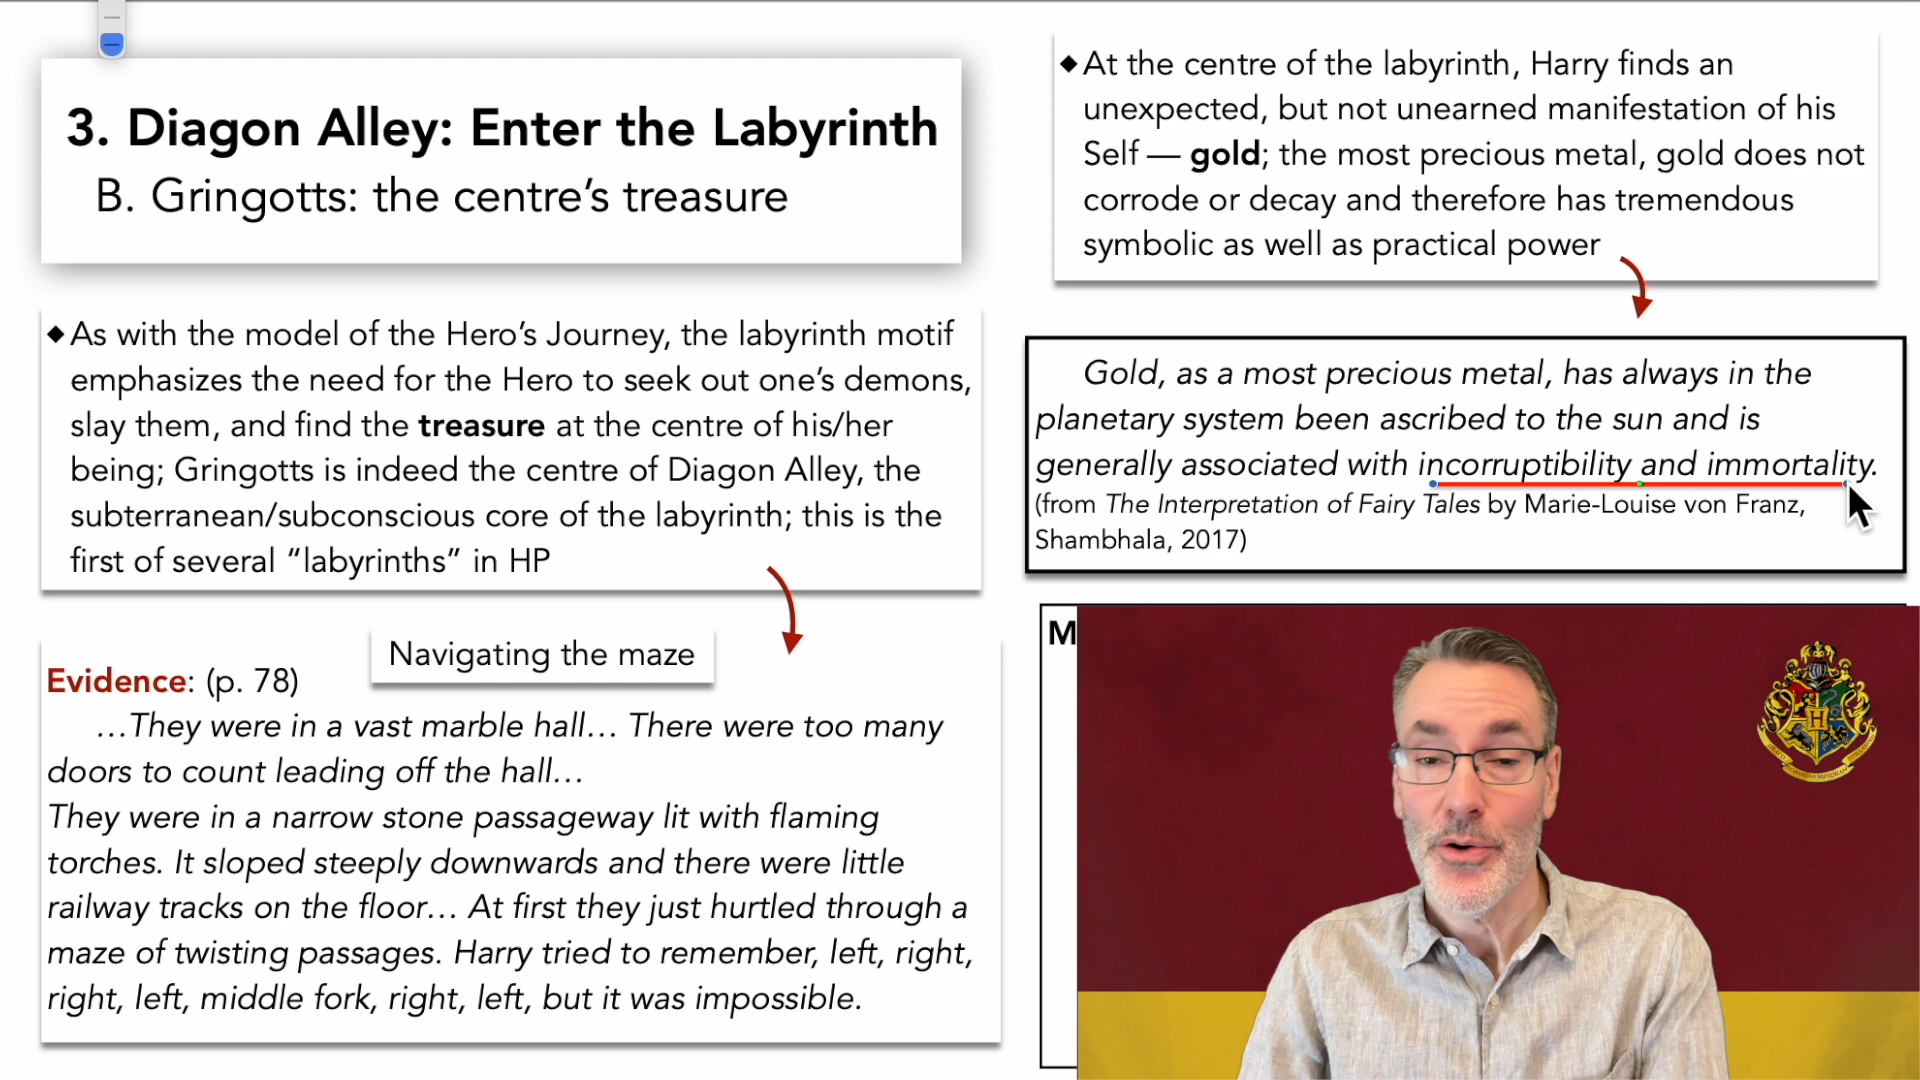 3. Diagon Alley: Enter the Labyrinth
B. Gringotts: the centre's treasure
◆As with the model of the Hero's Journey, the labyrinth motif
emphasizes the need for the Hero to seek out one's demons,
slay them, and find the treasure at the centre of his/her
being; Gringotts is indeed the centre of Diagon Alley, the
subterranean/subconscious core of the labyrinth; this is the
first of several “labyrinths” in HP
Navigating the maze
Evidence: (p. 78)
…They were in a vast marble hall… There were too many
doors to count leading off the hall…
They were in a narrow stone passageway lit with flaming
torches. It sloped steeply downwards and there were little
railway tracks on the floor… At first they just hurtled through a
maze of twisting passages. Harry tried to remember, left, right,
right, left, middle fork, right, left, but it was impossible.
◆At the centre of the labyrinth, Harry finds an
unexpected, but not unearned manifestation of his
Self — gold; the most precious metal, gold does not
corrode or decay and therefore has tremendous
symbolic as well as practical power
Gold, as a most precious metal, has always in the
planetary system been ascribed to the sun and is
generally associated with incorruptibility and immortality.
(from The Interpretation of Fairy Tales by Marie-Louise von Franz,
Shambhala, 2017)
M
H